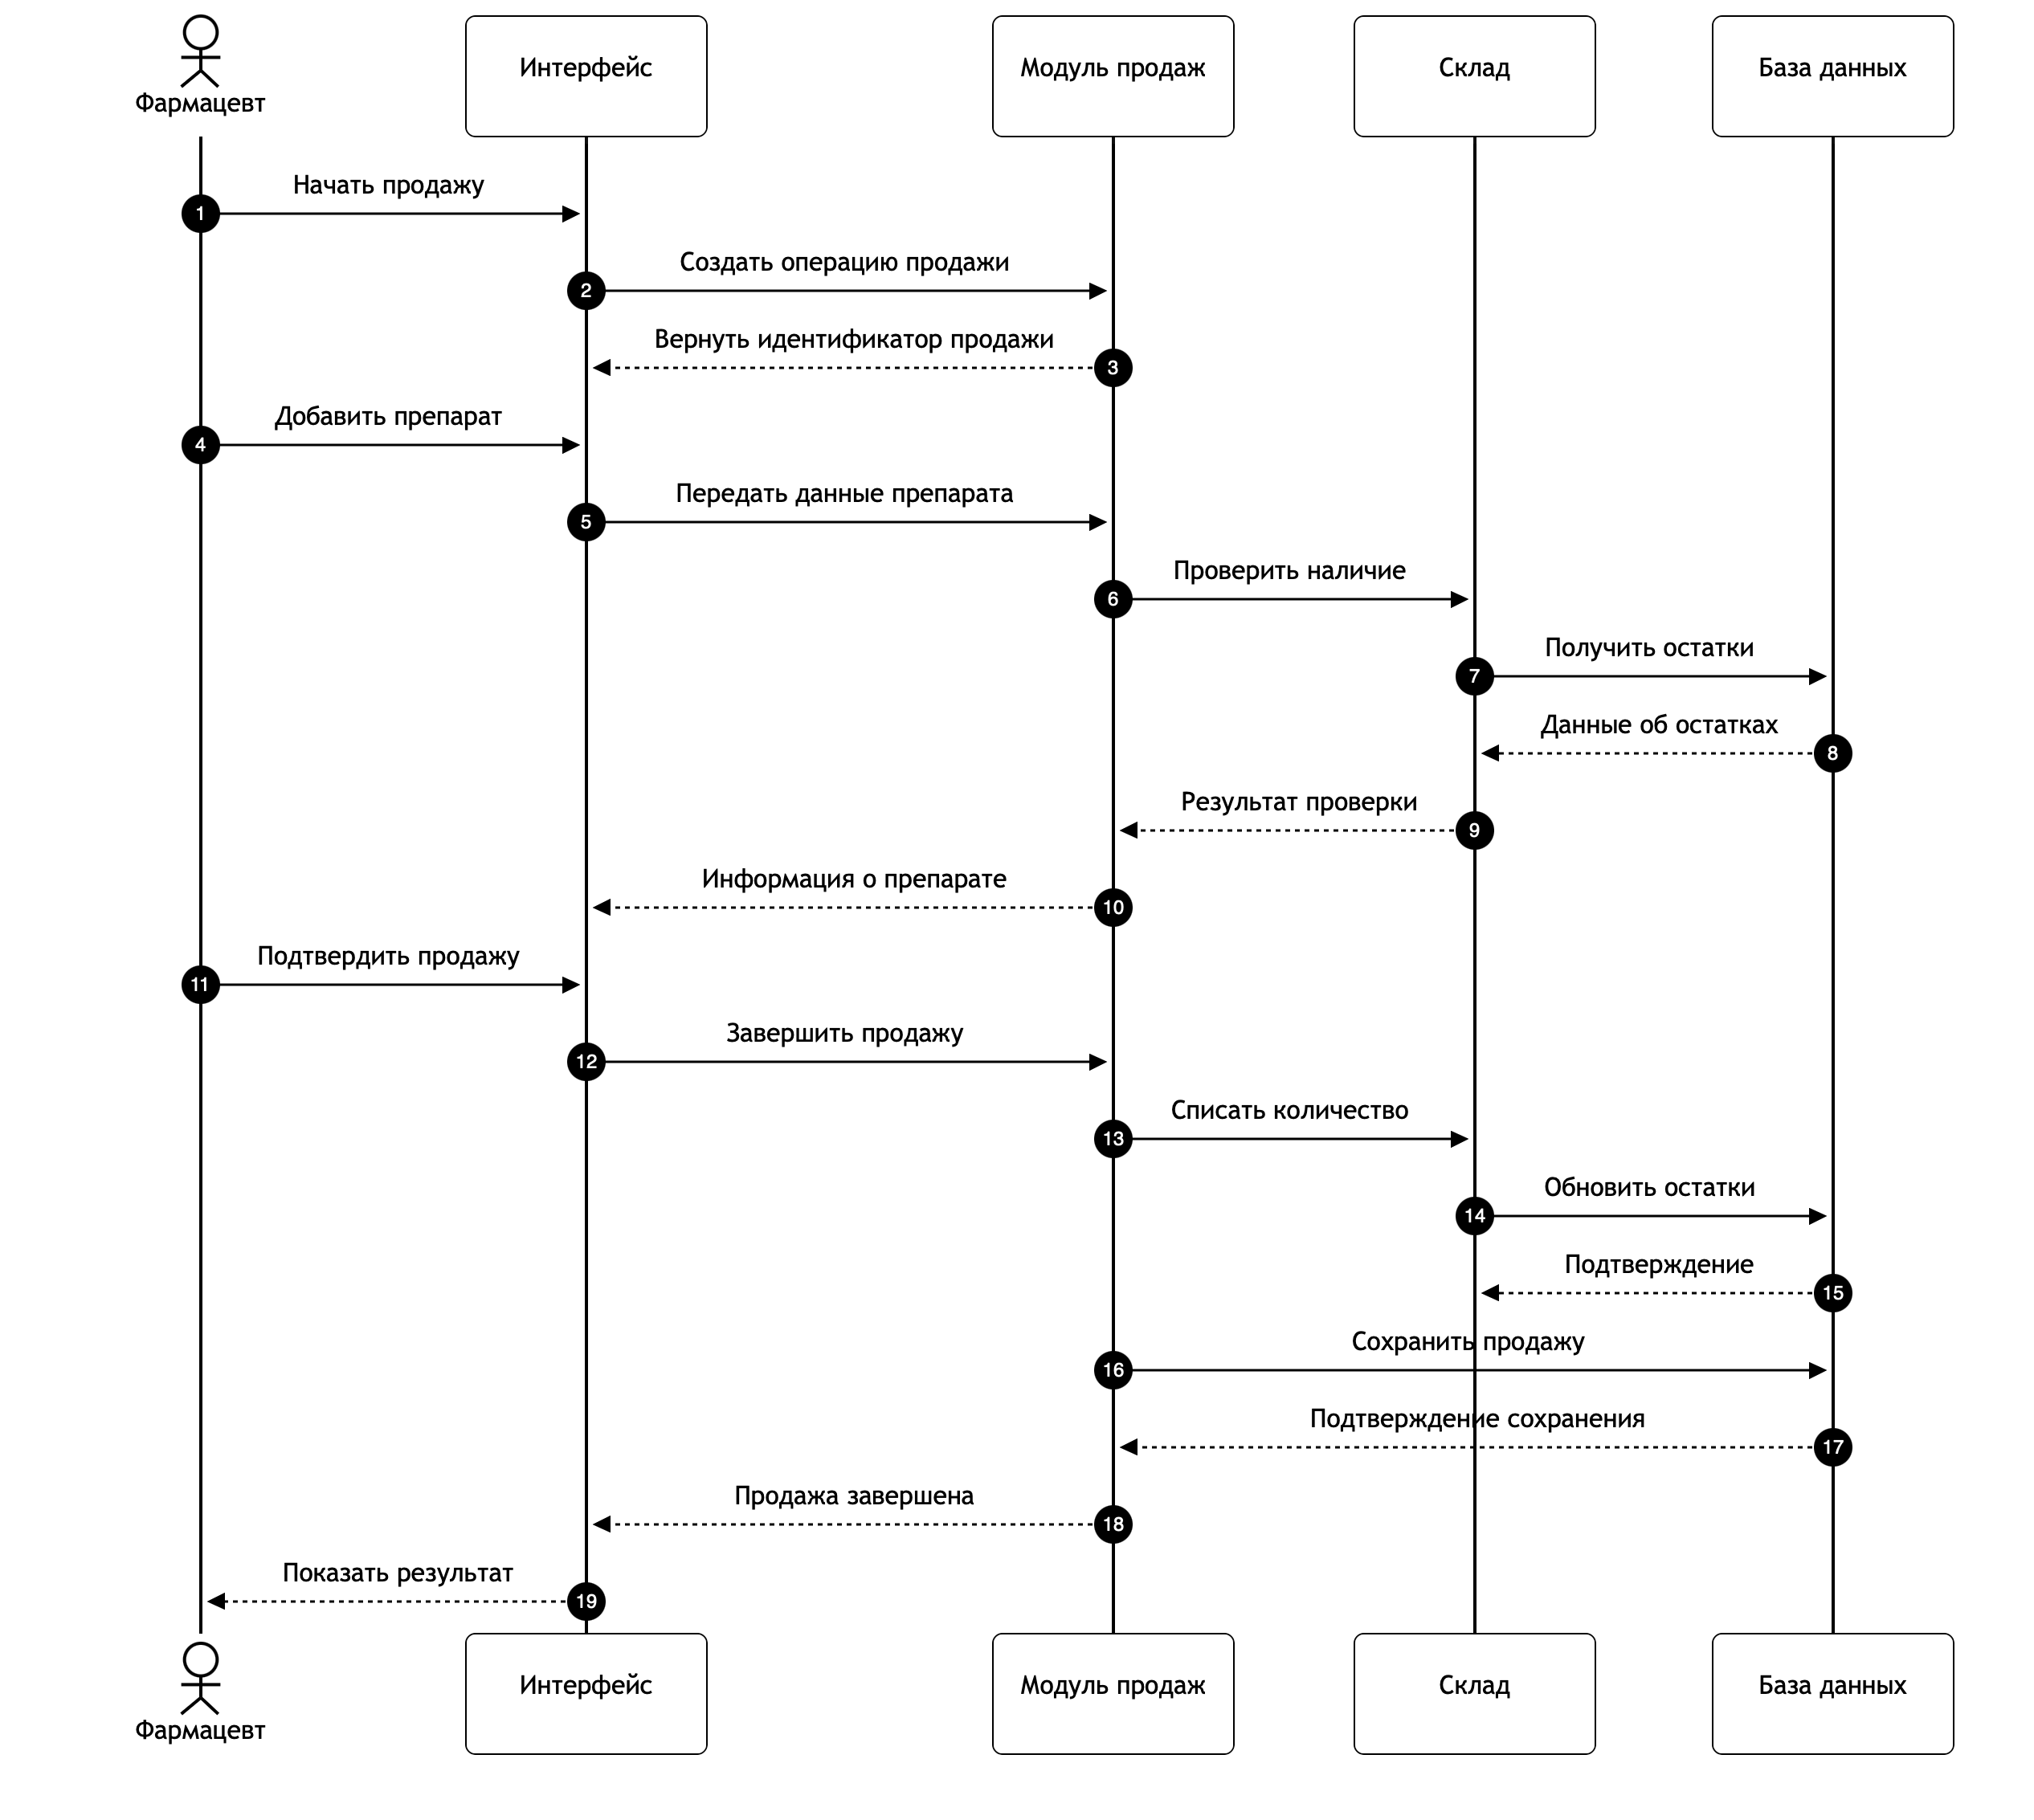 Фармацевт
Интерфейс
Модуль продаж
Склад
База данных
Начать продажу
1
Создать операцию продажи
2
Вернуть идентификатор продажи
3
Добавить препарат
4
Передать данные препарата
5
Проверить наличие
6
Получить остатки
7
Данные об остатках
8
Результат проверки
9
Информация о препарате
10
Подтвердить продажу
11
Завершить продажу
12
Списать количество
13
Обновить остатки
14
Подтверждение
15
Сохранить продажу
16
Подтверждение сохранения
17
Продажа завершена
18
Показать результат
19
Фармацевт
Интерфейс
Модуль продаж
Склад
База данных